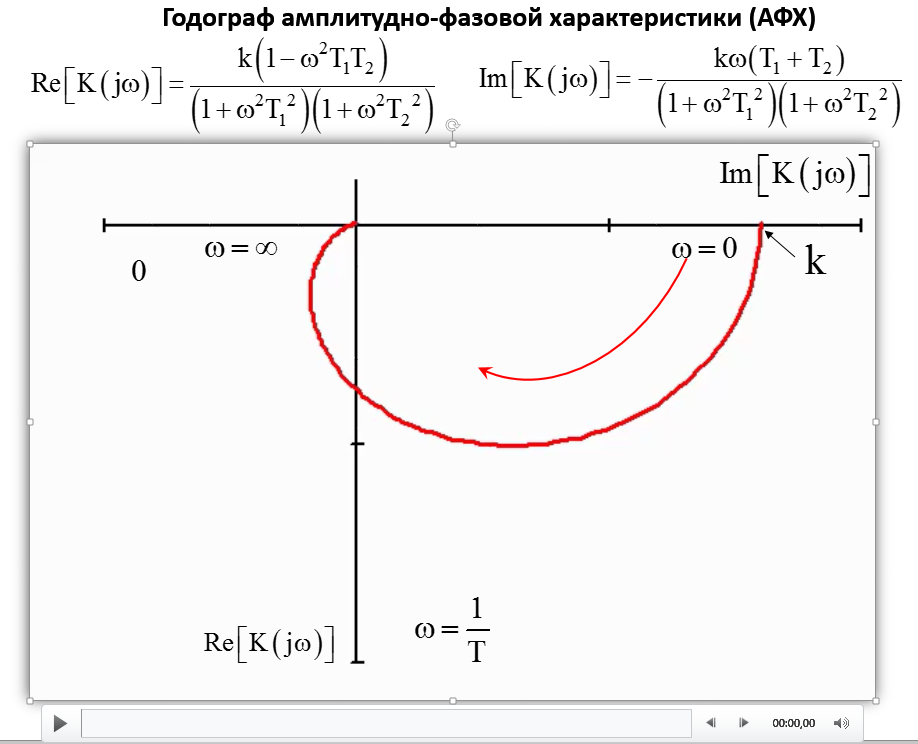 Годограф амплитудно-фазовой характеристики (АФХ)
Re[K(jω)] = k(1 − ω²T₁T₂) / (1 + ω²T₁²)(1 + ω²T₂²)
Im[K(jω)] = − kω(T₁ + T₂) / (1 + ω²T₁²)(1 + ω²T₂²)
Im[K(jω)]
ω = ∞
ω = 0
0
k
Re[K(jω)]
ω = 1/T
00:00,00